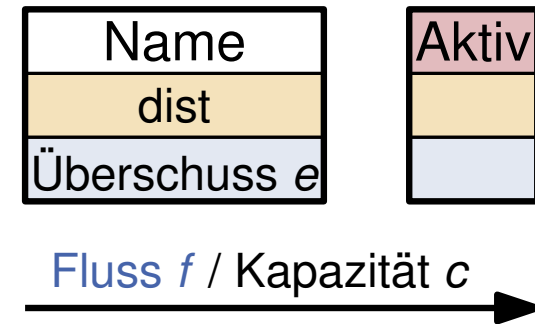 Name
Aktiv
dist
Überschuss e
Fluss f / Kapazität c